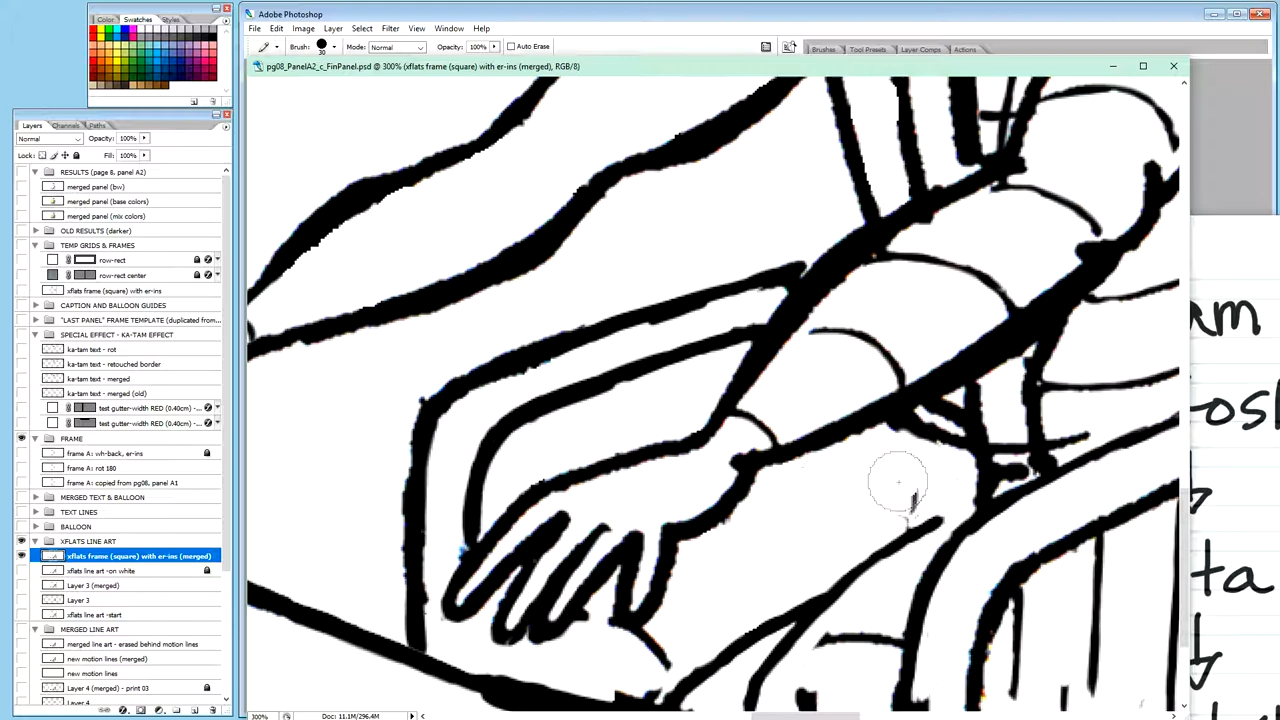 Color Swatches Styles
Adobe Photoshop
File Edit Image Layer Select Filter View Window Help
Brush: 30 Mode: Normal Opacity: 100% Auto Erase
Brushes Tool Presets Layer Comps Actions
pg08_PanelA2_c_FinPanel.psd @ 300% (xflats frame (square) with er-ins (merged), RGB/8)
Layers Channels Paths
Normal Opacity: 100%
Lock: Fill: 100%
RESULTS (page 8, panel A2)
merged panel (bw)
merged panel (base colors)
merged panel (mix colors)
OLD RESULTS (darker)
TEMP GRIDS & FRAMES
row-rect
row-rect center
xflats frame (square) with er-ins
CAPTION AND BALLOON GUIDES
"LAST PANEL" FRAME TEMPLATE (duplicated from...
SPECIAL EFFECT - KA-TAM EFFECT
ka-tam text - rot
ka-tam text - retouched border
ka-tam text - merged
ka-tam text - merged (old)
test gutter-width RED (0.40cm) -...
test gutter-width RED (0.40cm) -...
FRAME
frame A: wh-back, er-ins
frame A: rot 180
frame A: copied from pg08, panel A1
MERGED TEXT & BALLOON
BALLOON
XFLATS LINE ART
xflats frame (square) with er-ins (merged)
xflats line art -on white
Layer 3 (merged)
Layer 3
xflats line art -start
MERGED LINE ART
merged line art - erased behind motion lines
new motion lines (merged)
new motion lines
Layer 4 (merged) - print 03
Layer 4
300% Doc: 11.1M/296.4M
am
osh
ta